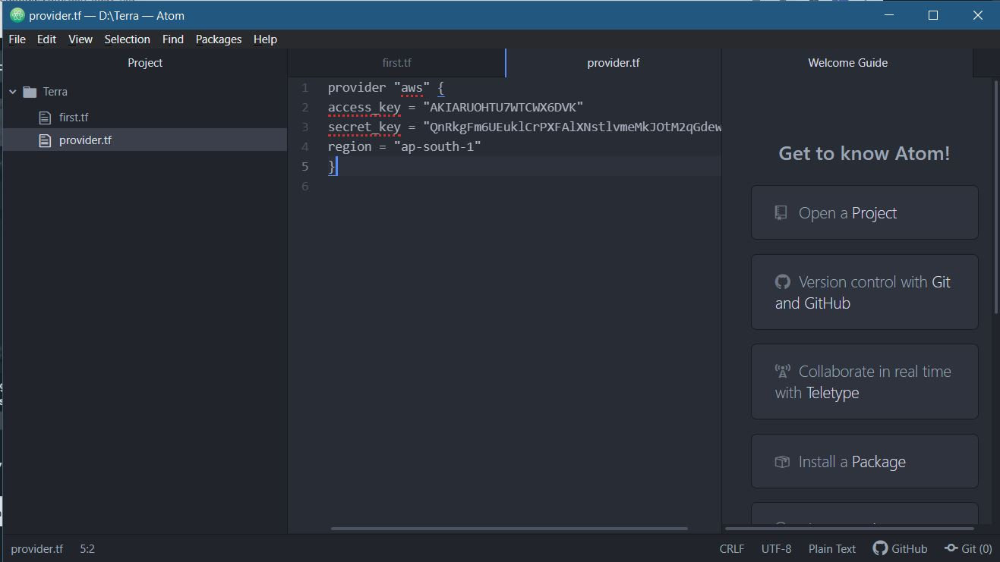 provider.tf — D:\Terra — Atom
File Edit View Selection Find Packages Help
Project
first.tf
provider.tf
Welcome Guide
Terra
first.tf
provider.tf
1 provider "aws" {
2 access_key = "AKIARUOHTU7WTCWX6DVK"
3 secret_key = "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
4 region = "ap-south-1"
5 }
6
Get to know Atom!
Open a Project
Version control with Git
and GitHub
Collaborate in real time
with Teletype
Install a Package
provider.tf 5:2
CRLF UTF-8 Plain Text GitHub Git (0)